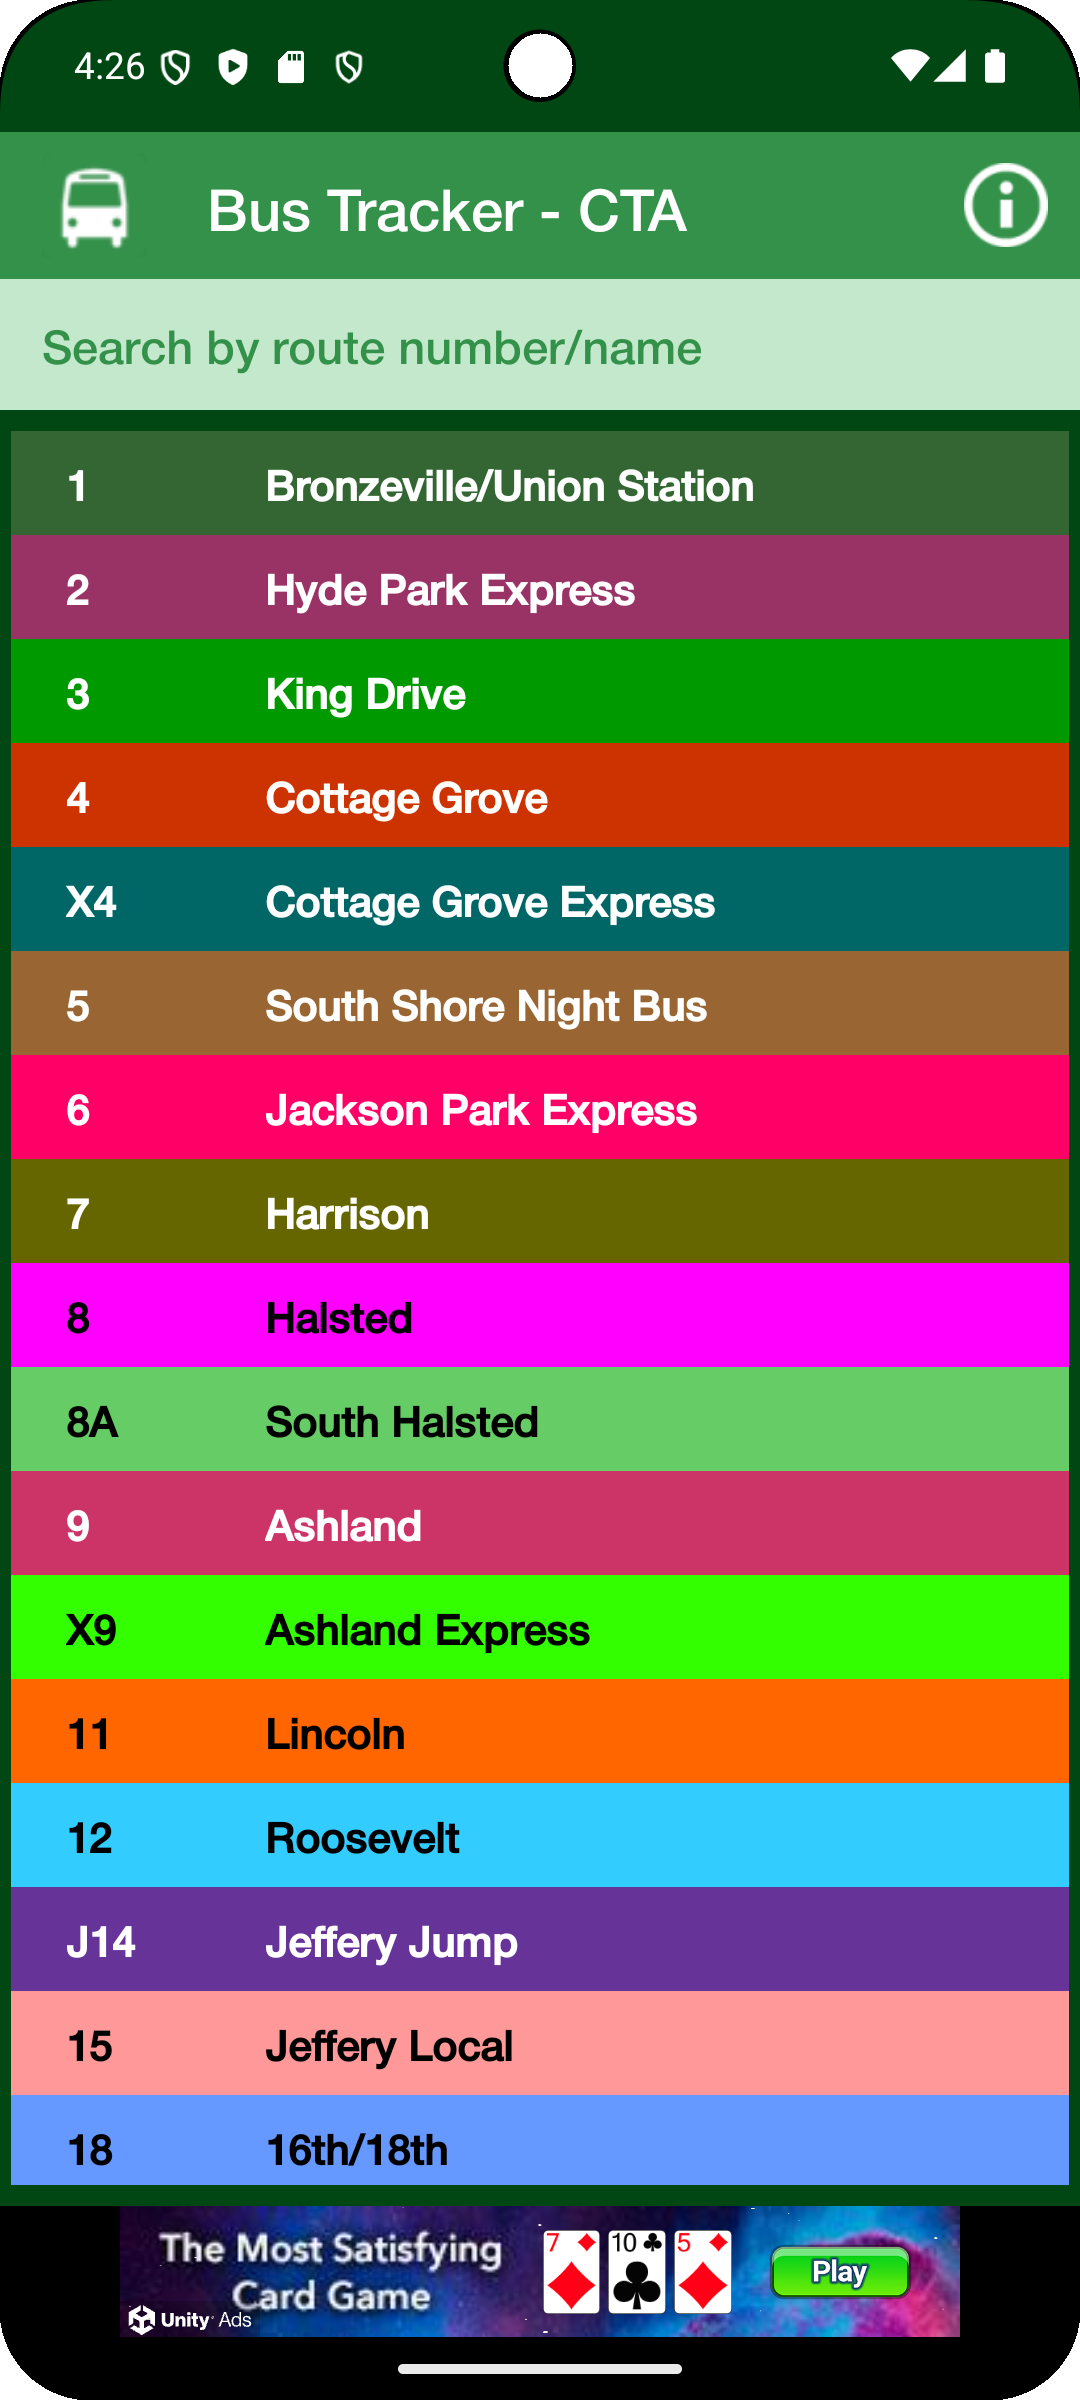 4:26
Bus Tracker - CTA
Search by route number/name
1 Bronzeville/Union Station
2 Hyde Park Express
3 King Drive
4 Cottage Grove
X4 Cottage Grove Express
5 South Shore Night Bus
6 Jackson Park Express
7 Harrison
8 Halsted
8A South Halsted
9 Ashland
X9 Ashland Express
11 Lincoln
12 Roosevelt
J14 Jeffery Jump
15 Jeffery Local
18 16th/18th
The Most Satisfying
Card Game
7 10 5
Play
Unity Ads